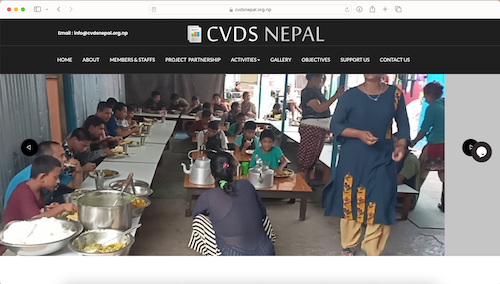 cvdsnepal.org.np
Email : info@cvdsnepal.org.np
CVDS NEPAL
HOME ABOUT MEMBERS & STAFFS PROJECT PARTNERSHIP ACTIVITIES GALLERY OBJECTIVES SUPPORT US CONTACT US